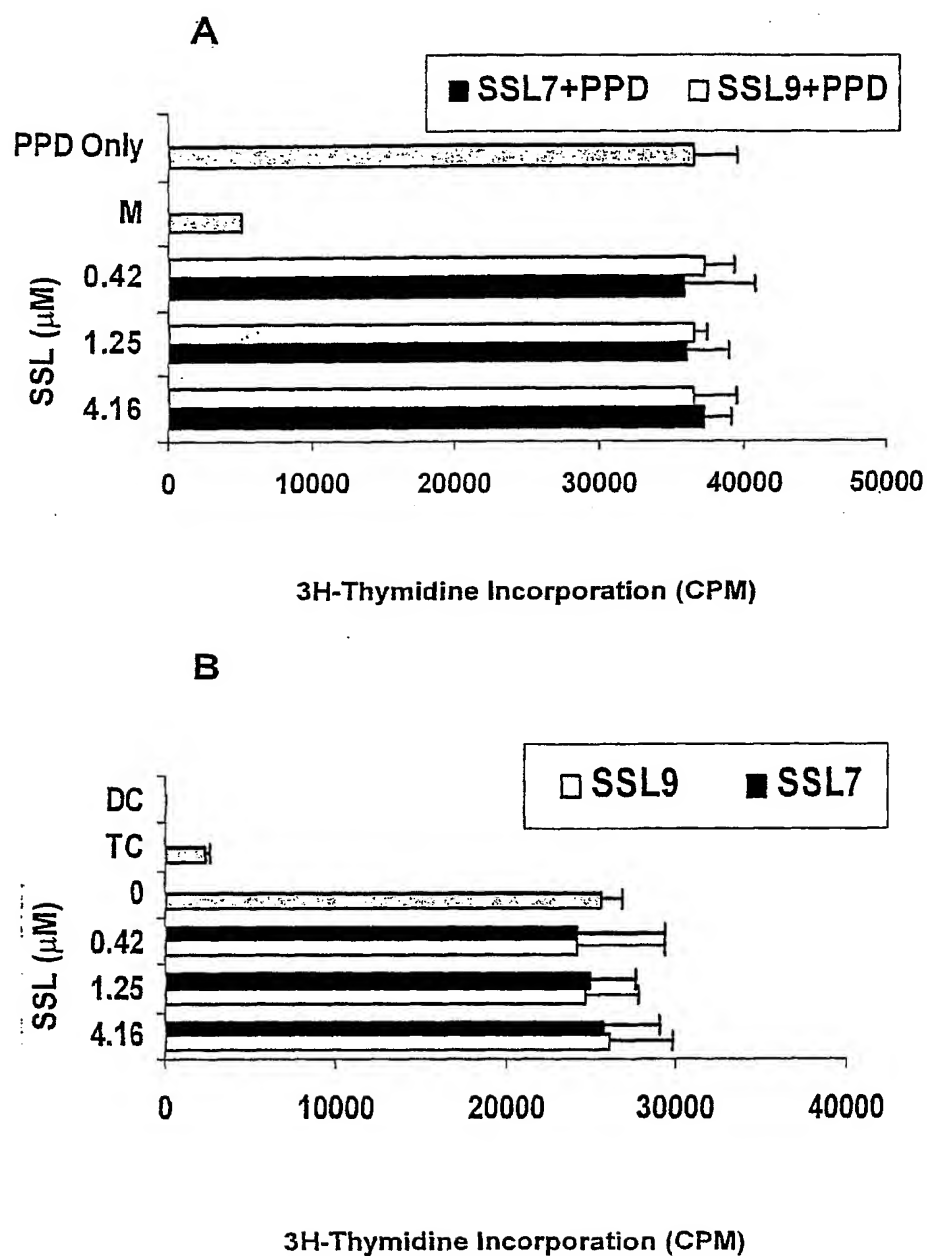 A
SSL7+PPD SSL9+PPD
PPD Only
M
0.42
1.25
4.16
SSL (µM)
0 10000 20000 30000 40000 50000
3H-Thymidine Incorporation (CPM)
B
SSL9 SSL7
DC
TC
0
0.42
1.25
4.16
SSL (µM)
0 10000 20000 30000 40000
3H-Thymidine Incorporation (CPM)